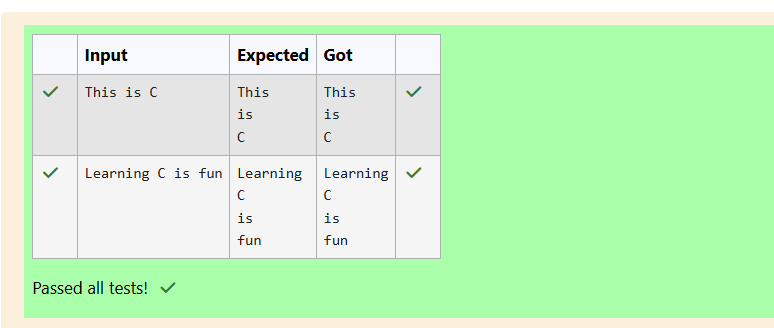 Input Expected Got
This is C This This
is is
C C
Learning C is fun Learning Learning
C C
is is
fun fun
Passed all tests!